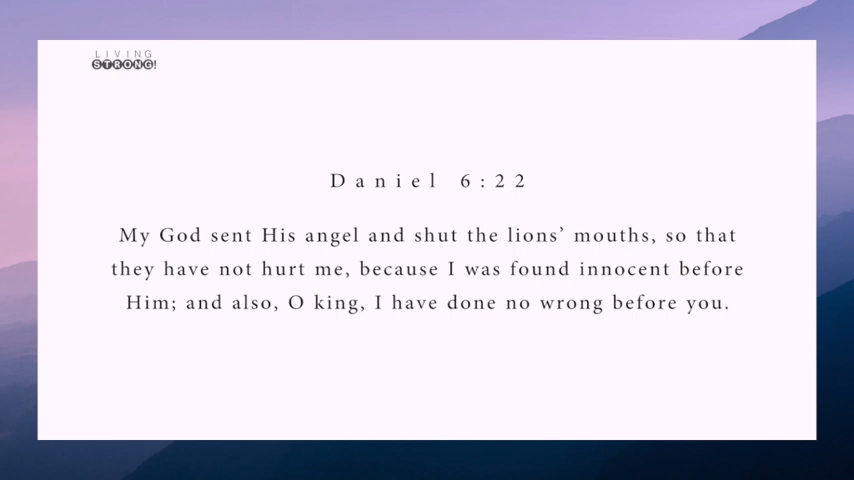 LIVING
STRONG!
Daniel 6:22
My God sent His angel and shut the lions’ mouths, so that
they have not hurt me, because I was found innocent before
Him; and also, O king, I have done no wrong before you.